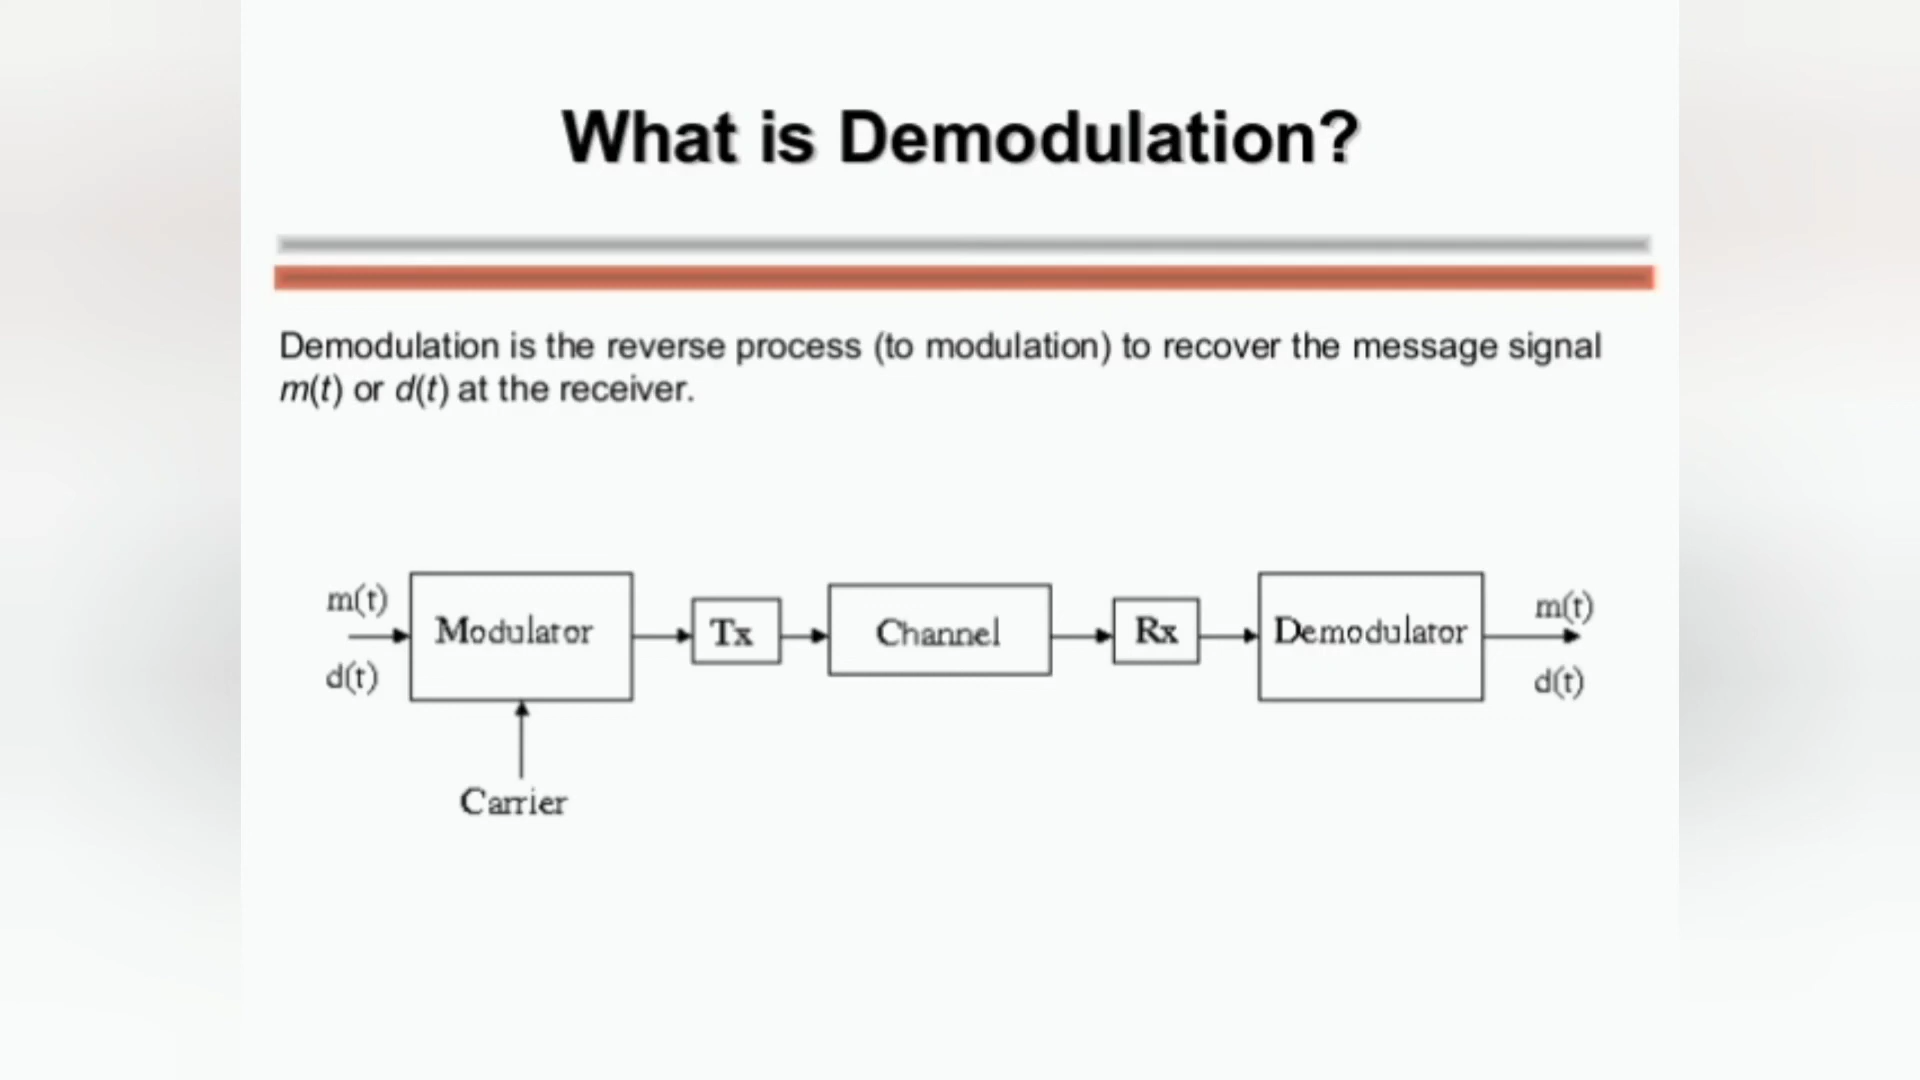 What is Demodulation?
Demodulation is the reverse process (to modulation) to recover the message signal
m(t) or d(t) at the receiver.
m(t)
d(t)
Modulator
Carrier
Tx
Channel
Rx
Demodulator
m(t)
d(t)